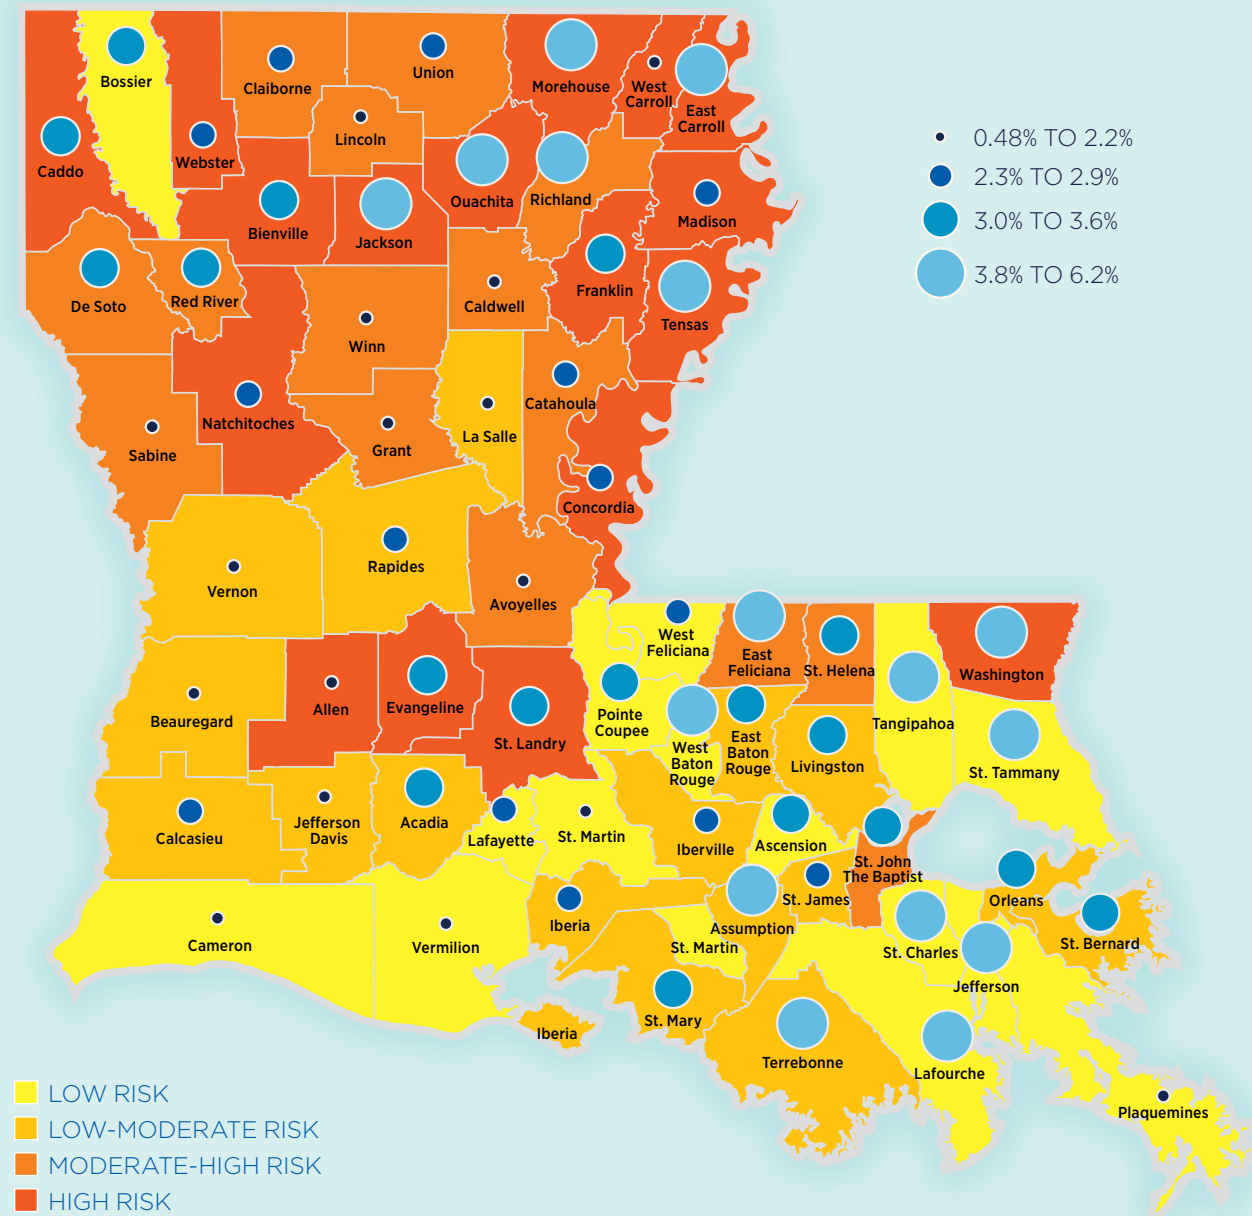 Bossier
Claiborne
Union
Morehouse
West
Carroll
East
Carroll
Lincoln
Caddo
Webster
Ouachita
Richland
Madison
Bienville
Jackson
De Soto
Red River
Caldwell
Franklin
Tensas
Winn
Natchitoches
Catahoula
Sabine
Grant
La Salle
Concordia
Vernon
Rapides
Avoyelles
West
Feliciana
East
Feliciana
St. Helena
Washington
Beauregard
Allen
Evangeline
St. Landry
Pointe
Coupee
West
Baton
Rouge
East
Baton
Rouge
Tangipahoa
Livingston
St. Tammany
Calcasieu
Jefferson
Davis
Acadia
Lafayette
St. Martin
Iberville
Ascension
St. John
The Baptist
Orleans
St. Bernard
Cameron
Vermilion
Iberia
St. Martin
Assumption
St. James
St. Charles
Jefferson
Iberia
St. Mary
Terrebonne
Lafourche
Plaquemines
0.48% TO 2.2%
2.3% TO 2.9%
3.0% TO 3.6%
3.8% TO 6.2%
LOW RISK
LOW-MODERATE RISK
MODERATE-HIGH RISK
HIGH RISK